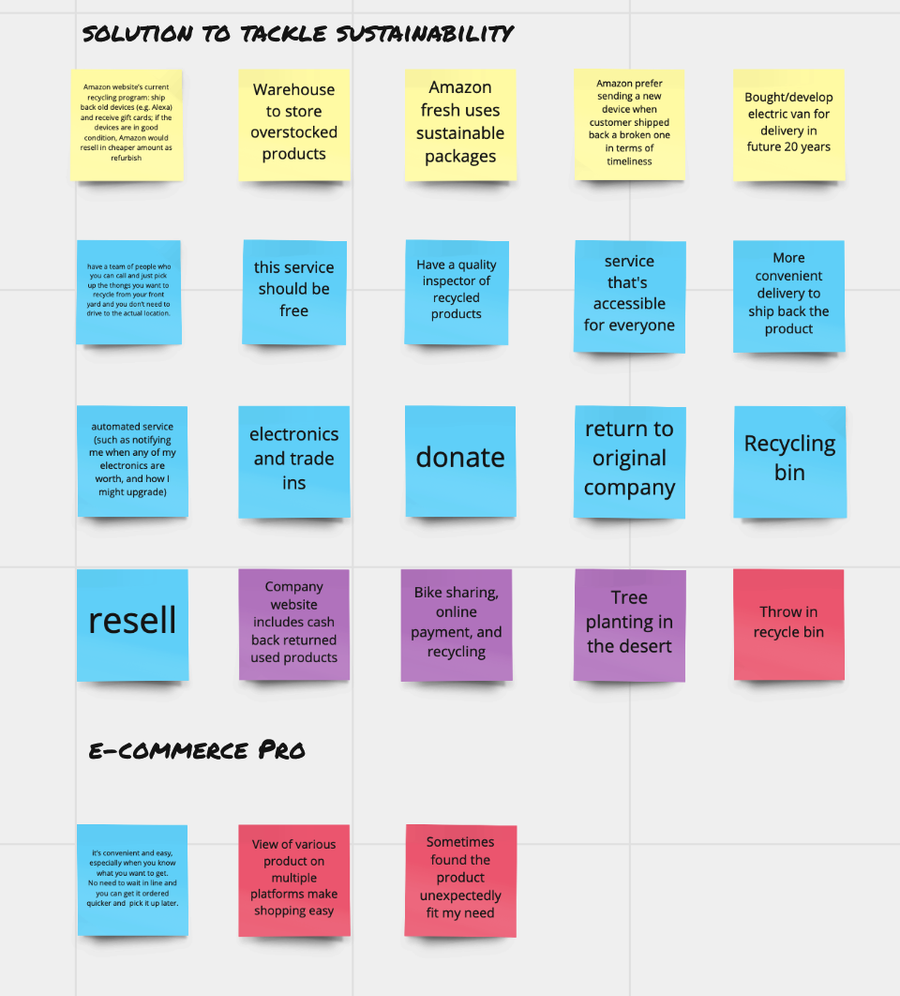 SOLUTION TO TACKLE SUSTAINABILITY
Amazon website's current
recycling program: ship
back old devices (e.g. Alexa)
and receive gift cards; if the
devices are in good
condition, Amazon would
resell in cheaper amount as
refurbish
Warehouse
to store
overstocked
products
Amazon
fresh uses
sustainable
packages
Amazon prefer
sending a new
device when
customer shipped
back a broken one
in terms of
timeliness
Bought/develop
electric van for
delivery in
future 20 years
have a team of people who
you can call and just pick
up the thongs you want to
recycle from your front
yard and you don't need to
drive to the actual location.
this service
should be
free
Have a quality
inspector of
recycled
products
service
that's
accessible
for everyone
More
convenient
delivery to
ship back the
product
automated service
(such as notifying
me when any of my
electronics are
worth, and how I
might upgrade)
electronics
and trade
ins
donate
return to
original
company
Recycling
bin
resell
Company
website
includes cash
back returned
used products
Bike sharing,
online
payment, and
recycling
Tree
planting in
the desert
Throw in
recycle bin
E-COMMERCE PRO
it's convenient and easy,
especially when you know
what you want to get.
No need to wait in line and
you can get it ordered
quicker and pick it up later.
View of various
product on
multiple
platforms make
shopping easy
Sometimes
found the
product
unexpectedly
fit my need